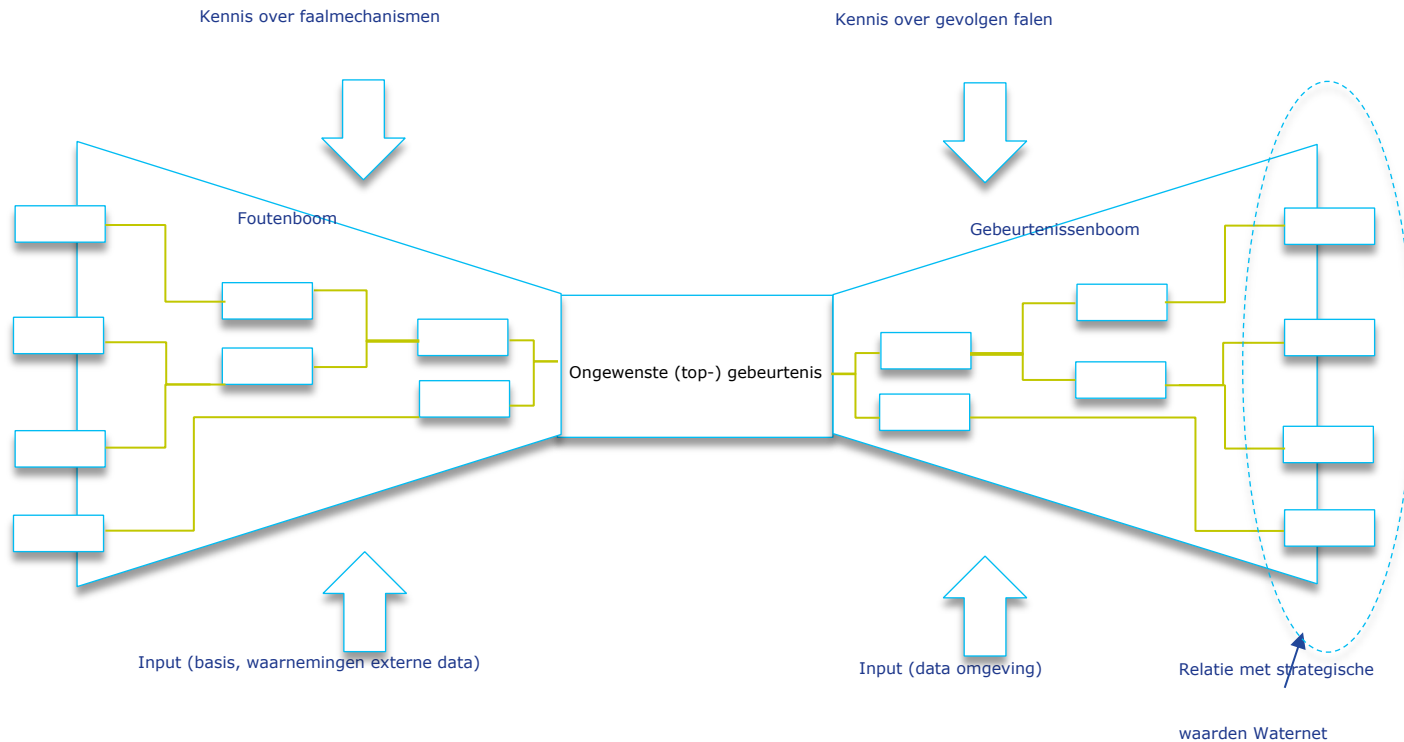 Kennis over faalmechanismen
Kennis over gevolgen falen
Foutenboom
Gebeurtenissenboom
Ongewenste (top-) gebeurtenis
Input (basis, waarnemingen externe data)
Input (data omgeving)
Relatie met strategische
waarden Waternet